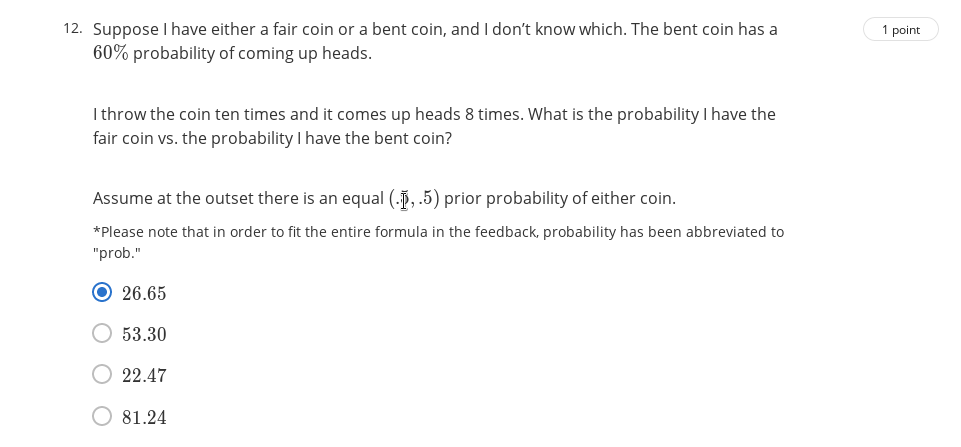 12. Suppose I have either a fair coin or a bent coin, and I don’t know which. The bent coin has a
1 point
60% probability of coming up heads.
I throw the coin ten times and it comes up heads 8 times. What is the probability I have the
fair coin vs. the probability I have the bent coin?
Assume at the outset there is an equal (.5, .5) prior probability of either coin.
*Please note that in order to fit the entire formula in the feedback, probability has been abbreviated to
"prob."
26.65
53.30
22.47
81.24